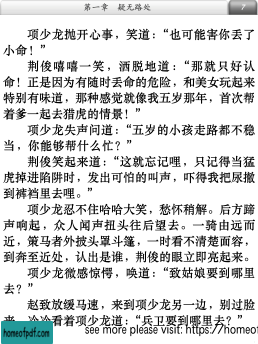 第一章 疑无路处 7
项少龙抛开心事，笑道：“也可能害你丢了
小命！”
荆俊嘻嘻一笑，洒脱地道：“那就只好认
命！正是因为有随时丢命的危险，和美女玩起来
特别有味道，那种感觉就像我五岁那年，首次帮
着爹一起去猎虎的情景！”
项少龙失声问道：“五岁的小孩走路都不稳
当，你能够帮什么忙？”
荆俊笑起来道：“这就忘记哩，只记得当猛
虎掉进陷阱时，发出可怕的叫声，吓得我把尿撒
到裤裆里去哩。”
项少龙忍不住哈哈大笑，愁怀稍解。后方蹄
声响起，众人闻声扭头往后望去。一骑由远而
近，策马者外披头罩斗篷，一时看不清楚面容，
到奔至近处，认出是谁，荆俊的眼立即亮起来。
项少龙微感惊愕，唤道：“致姑娘要到哪里
去？”
赵致放缓马速，来到项少龙另一边，别过脸
来，冷冷看着项少龙道：“兵卫要到哪里去？”
homeofpdf.com
see more please visit: https://homeof